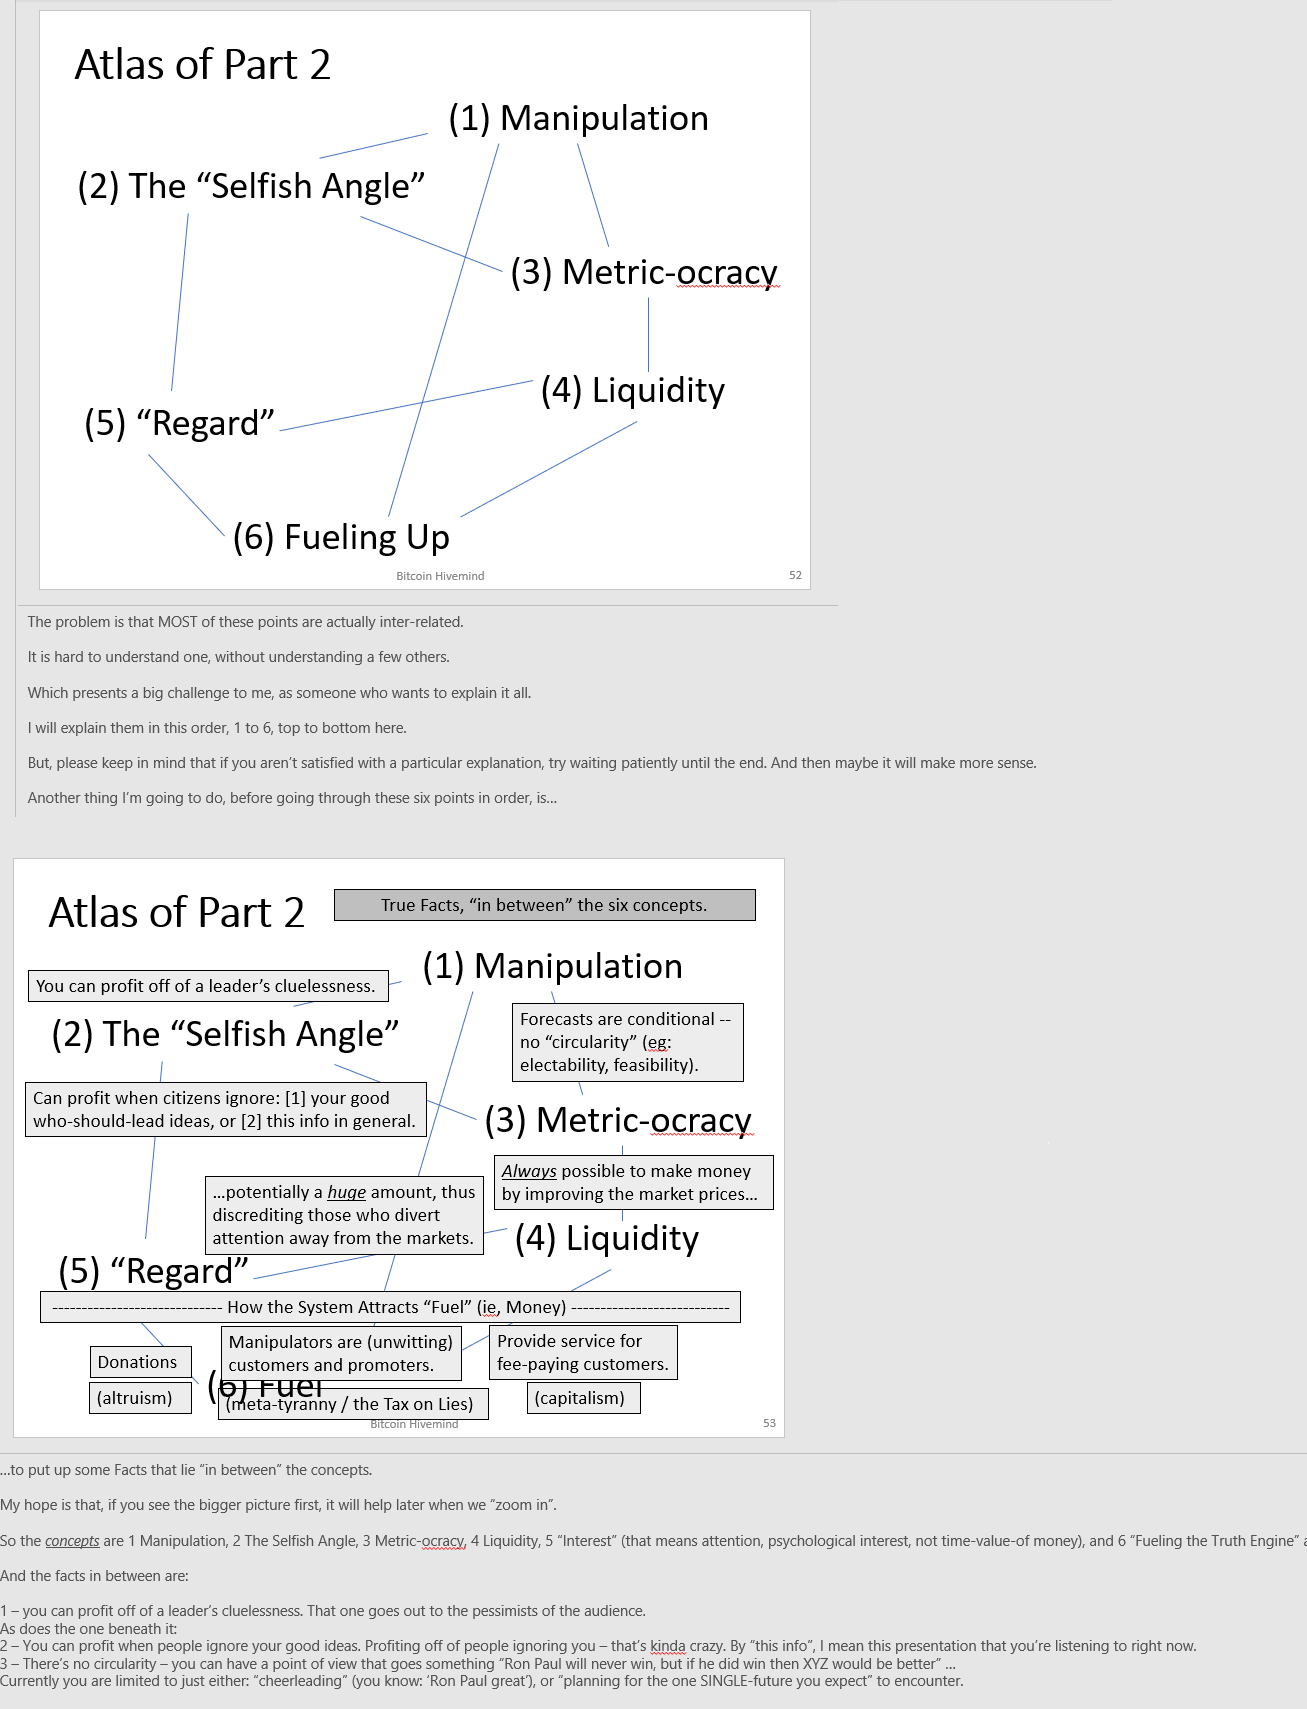 Atlas of Part 2
(1) Manipulation
(2) The “Selfish Angle”
(3) Metric-ocracy
(4) Liquidity
(5) “Regard”
(6) Fueling Up
Bitcoin Hivemind
52
The problem is that MOST of these points are actually inter-related.
It is hard to understand one, without understanding a few others.
Which presents a big challenge to me, as someone who wants to explain it all.
I will explain them in this order, 1 to 6, top to bottom here.
But, please keep in mind that if you aren’t satisfied with a particular explanation, try waiting patiently until the end. And then maybe it will make more sense.
Another thing I’m going to do, before going through these six points in order, is…
Atlas of Part 2
True Facts, “in between” the six concepts.
(1) Manipulation
You can profit off of a leader’s cluelessness.
(2) The “Selfish Angle”
Forecasts are conditional --
no “circularity” (eg:
electability, feasibility).
Can profit when citizens ignore: [1] your good
who-should-lead ideas, or [2] this info in general.
(3) Metric-ocracy
Always possible to make money
by improving the market prices…
…potentially a huge amount, thus
discrediting those who divert
attention away from the markets.
(4) Liquidity
(5) “Regard”
---------------------------- How the System Attracts “Fuel” (ie, Money) --------------------------
Manipulators are (unwitting)
customers and promoters.
Provide service for
fee-paying customers.
Donations
(altruism)
(6) Fuel
(meta-tyranny / the Tax on Lies)
(capitalism)
Bitcoin Hivemind
53
…to put up some Facts that lie “in between” the concepts.
My hope is that, if you see the bigger picture first, it will help later when we “zoom in”.
So the concepts are 1 Manipulation, 2 The Selfish Angle, 3 Metric-ocracy, 4 Liquidity, 5 “Interest” (that means attention, psychological interest, not time-value-of money), and 6 “Fueling the Truth Engine” a
And the facts in between are:
1 – you can profit off of a leader’s cluelessness. That one goes out to the pessimists of the audience.
As does the one beneath it:
2 – You can profit when people ignore your good ideas. Profiting off of people ignoring you – that’s kinda crazy. By “this info”, I mean this presentation that you’re listening to right now.
3 – There’s no circularity – you can have a point of view that goes something “Ron Paul will never win, but if he did win then XYZ would be better” …
Currently you are limited to just either: “cheerleading” (you know: ‘Ron Paul great’), or “planning for the one SINGLE-future you expect” to encounter.